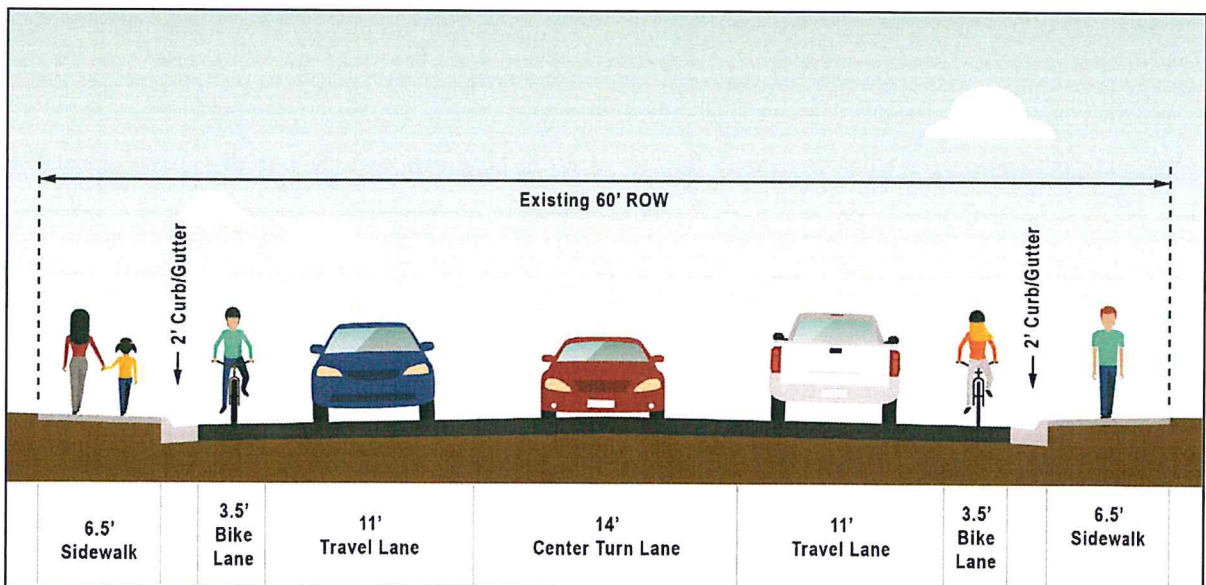 Existing 60' ROW
2' Curb/Gutter
2' Curb/Gutter
6.5'
Sidewalk
3.5'
Bike
Lane
11'
Travel Lane
14'
Center Turn Lane
11'
Travel Lane
3.5'
Bike
Lane
6.5'
Sidewalk